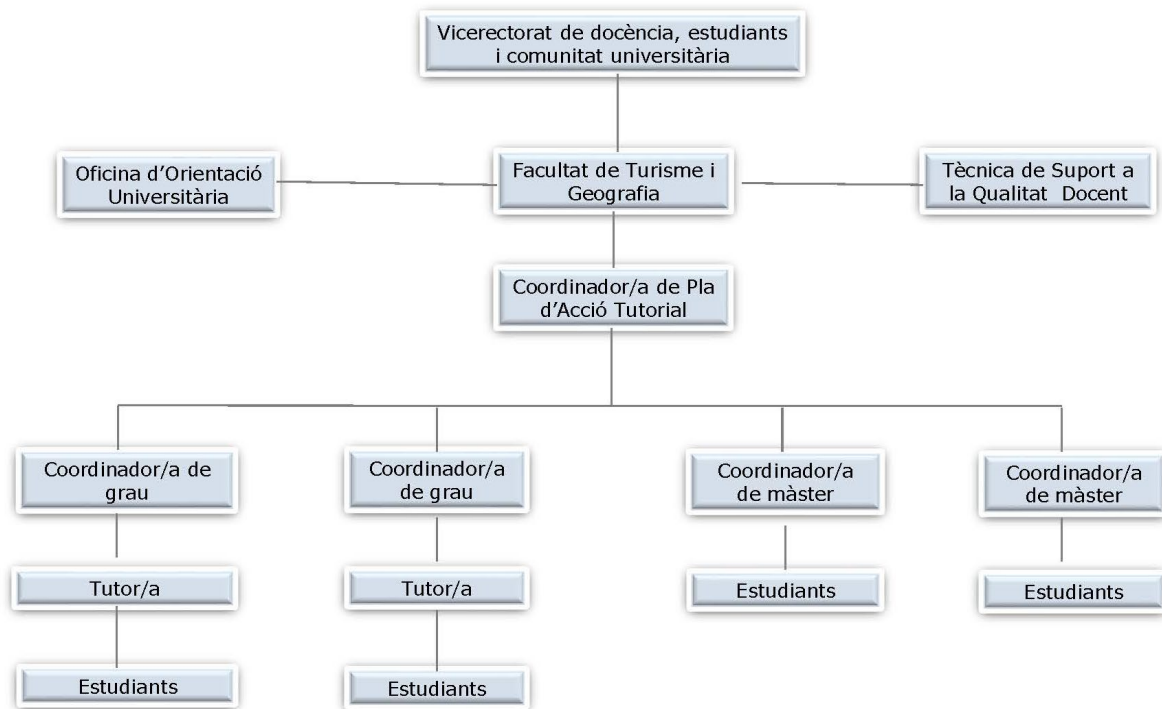 Vicerectorat de docència, estudiants
i comunitat universitària
Oficina d'Orientació
Universitària
Facultat de Turisme i
Geografia
Tècnica de Suport a
la Qualitat Docent
Coordinador/a de Pla
d'Acció Tutorial
Coordinador/a de
grau
Coordinador/a
de grau
Coordinador/a
de màster
Coordinador/a
de màster
Tutor/a
Tutor/a
Estudiants
Estudiants
Estudiants
Estudiants